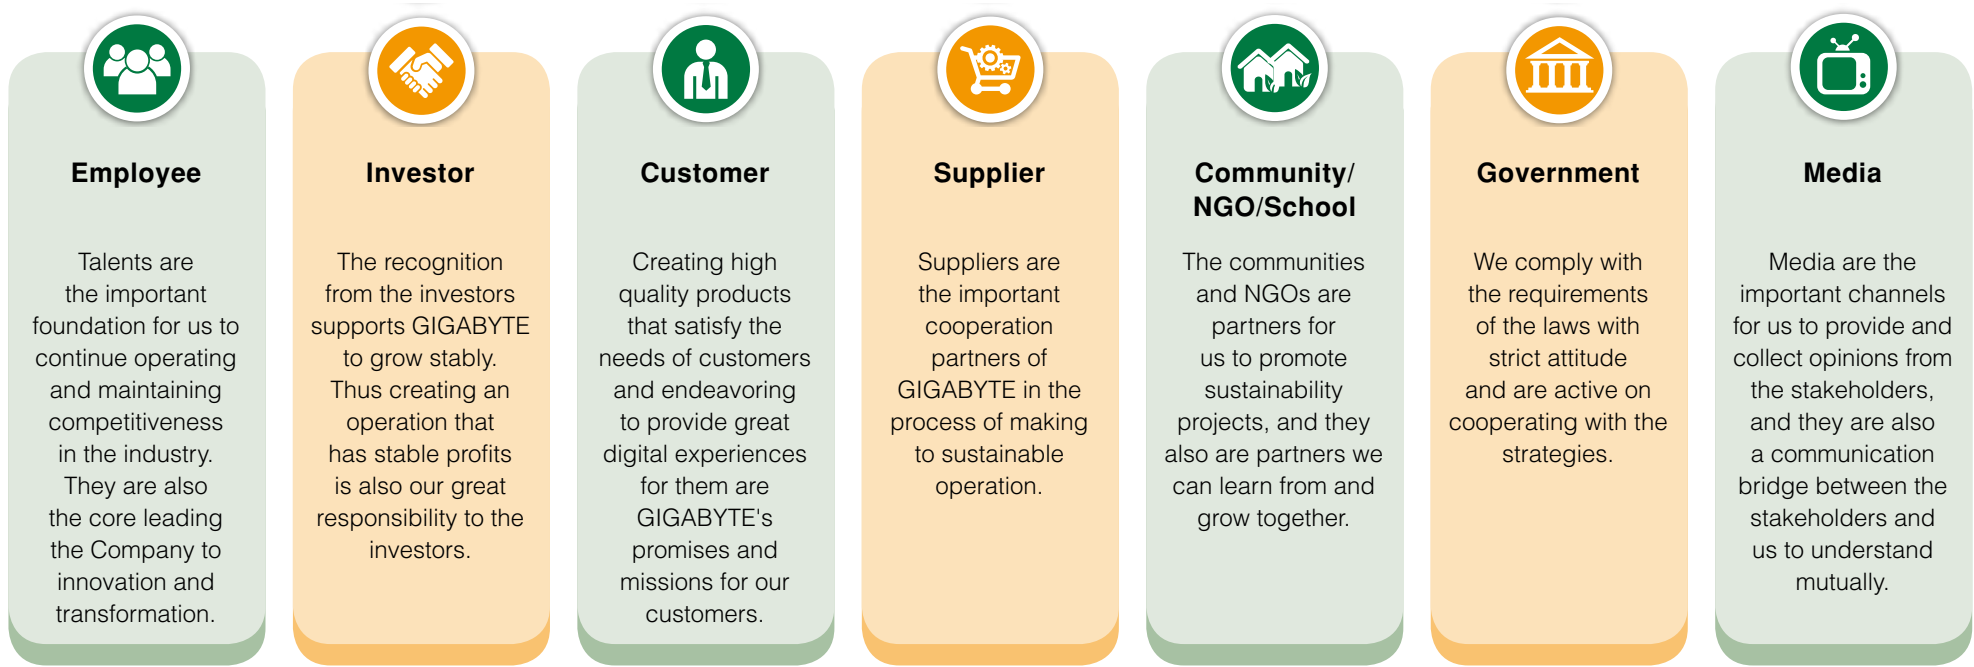 Employee
Talents are
the important
foundation for us to
continue operating
and maintaining
competitiveness
in the industry.
They are also
the core leading
the Company to
innovation and
transformation.
Investor
The recognition
from the investors
supports GIGABYTE
to grow stably.
Thus creating an
operation that
has stable profits
is also our great
responsibility to the
investors.
Customer
Creating high
quality products
that satisfy the
needs of customers
and endeavoring
to provide great
digital experiences
for them are
GIGABYTE's
promises and
missions for our
customers.
Supplier
Suppliers are
the important
cooperation
partners of
GIGABYTE in the
process of making
to sustainable
operation.
Community/
NGO/School
The communities
and NGOs are
partners for
us to promote
sustainability
projects, and they
also are partners we
can learn from and
grow together.
Government
We comply with
the requirements
of the laws with
strict attitude
and are active on
cooperating with the
strategies.
Media
Media are the
important channels
for us to provide and
collect opinions from
the stakeholders,
and they are also
a communication
bridge between the
stakeholders and
us to understand
mutually.